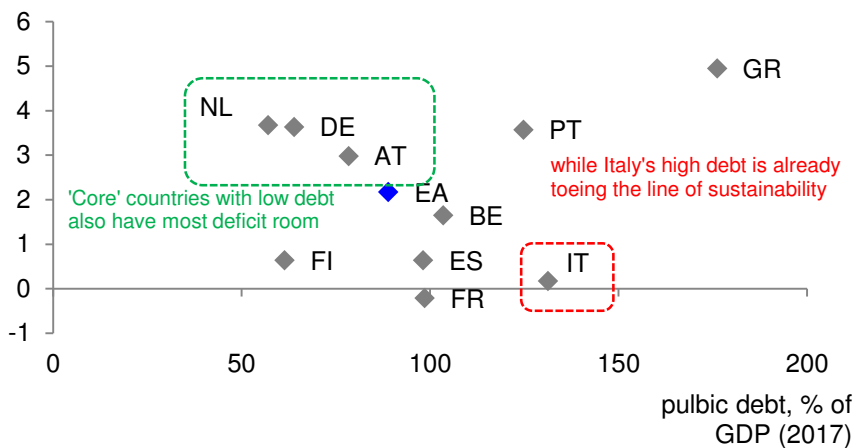 6
5
4
3
2
1
0
-1
GR
NL
DE
PT
AT
while Italy's high debt is already
toeing the line of sustainability
'Core' countries with low debt
also have most deficit room
EA
BE
FI
ES
IT
FR
0
50
100
150
200
pulbic debt, % of
GDP (2017)